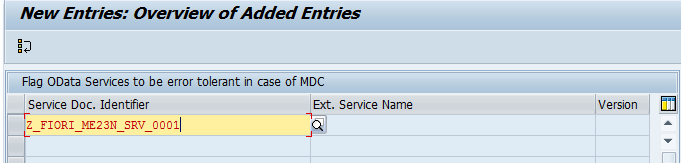 New Entries: Overview of Added Entries
Flag OData Services to be error tolerant in case of MDC
Service Doc. Identifier Ext. Service Name Version
Z_FIORI_ME23N_SRV_0001